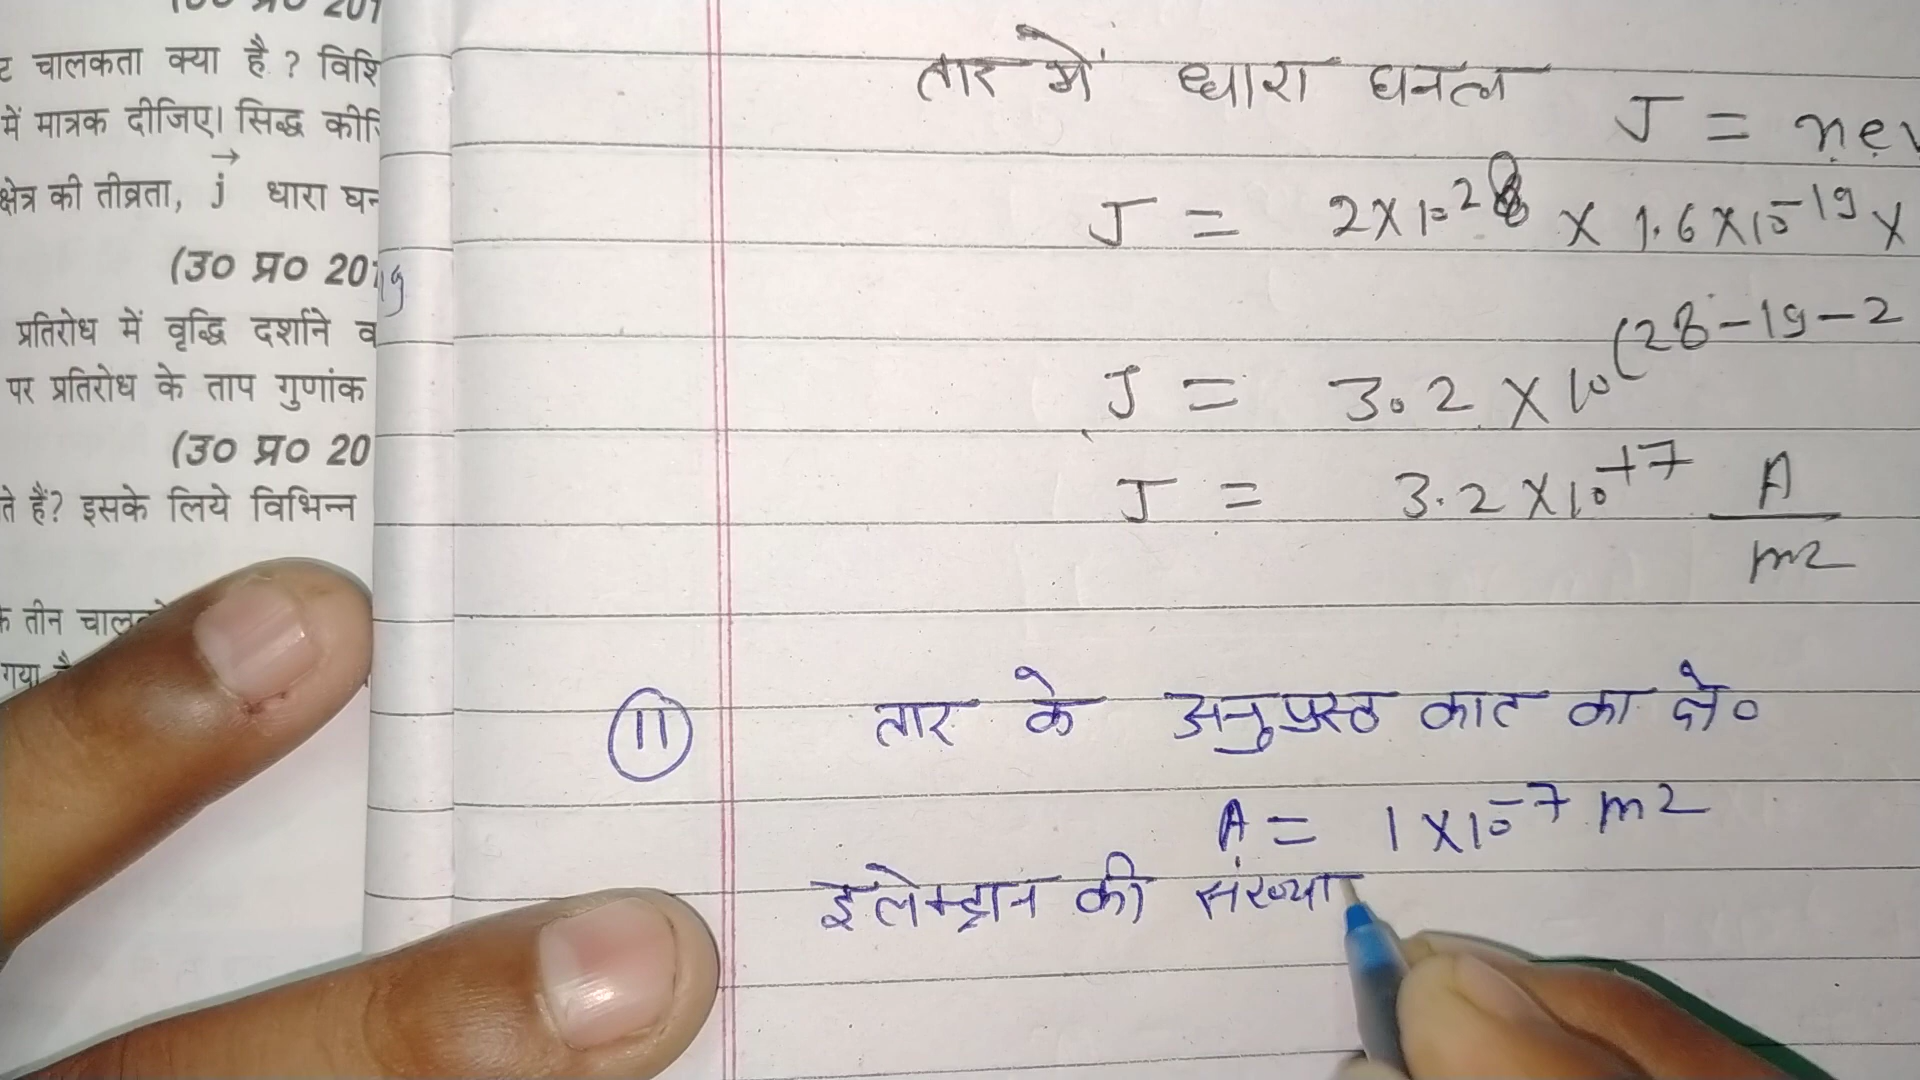 चालकता क्या है ? विशि
में मात्रक दीजिए। सिद्ध कीजि
क्षेत्र की तीव्रता, j⃗ धारा घन
(उ० प्र० 2019
प्रतिरोध में वृद्धि दर्शाने व
पर प्रतिरोध के ताप गुणांक
(उ० प्र० 20
ते हैं? इसके लिये विभिन्न
के तीन
गया
तार में धारा घनत्व
J = nev
J = 2×10²⁸ × 1.6×10⁻¹⁹ ×
J = 3.2 × 10^(28-19-2
J = 3.2×10⁺⁷ A/m2
11 तार के अनुप्रस्थ काट का क्षे०
A = 1×10⁻⁷ m2
इलेक्ट्रान की संख्या